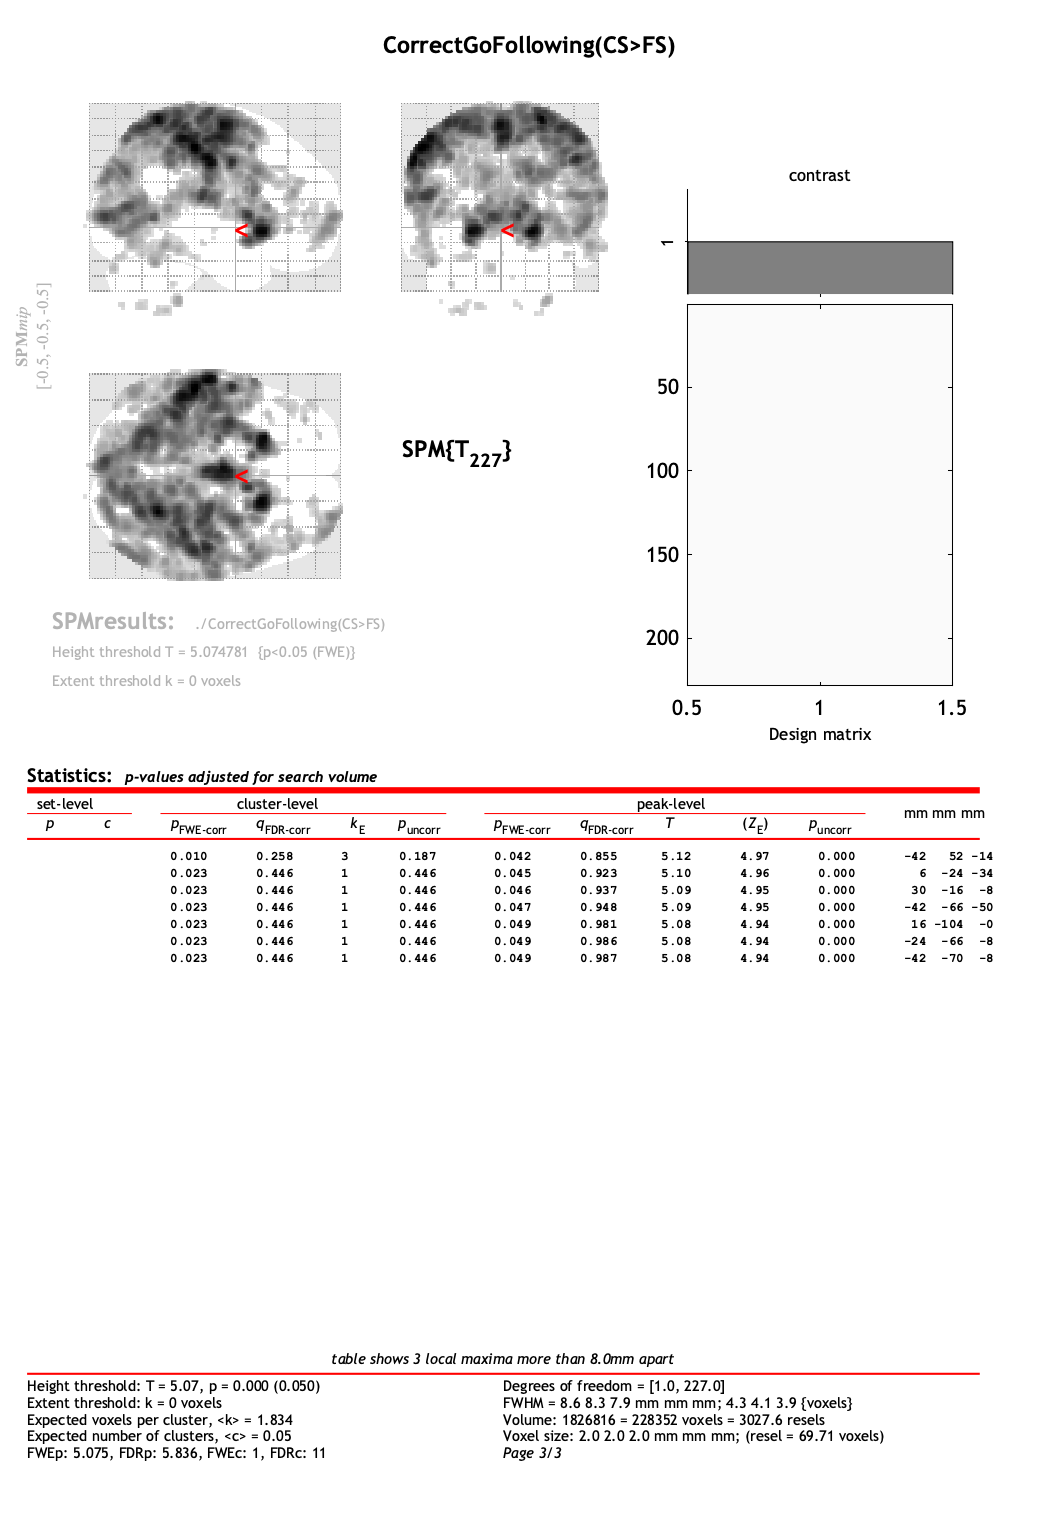 CorrectGoFollowing(CS>FS)
SPMmip
[-0.5, -0.5, -0.5]
<
<
<
SPM{T227}
contrast
1
50
100
150
200
0.5 1 1.5
Design matrix
SPMresults: ./CorrectGoFollowing(CS>FS)
Height threshold T = 5.074781 {p<0.05 (FWE)}
Extent threshold k = 0 voxels
Statistics: p-values adjusted for search volume
set-level cluster-level peak-level mm mm mm
p c pFWE-corr qFDR-corr kE puncorr pFWE-corr qFDR-corr T (ZE) puncorr
0.010 0.258 3 0.187 0.042 0.855 5.12 4.97 0.000 -42 52 -14
0.023 0.446 1 0.446 0.045 0.923 5.10 4.96 0.000 6 -24 -34
0.023 0.446 1 0.446 0.046 0.937 5.09 4.95 0.000 30 -16 -8
0.023 0.446 1 0.446 0.047 0.948 5.09 4.95 0.000 -42 -66 -50
0.023 0.446 1 0.446 0.049 0.981 5.08 4.94 0.000 16 -104 -0
0.023 0.446 1 0.446 0.049 0.986 5.08 4.94 0.000 -24 -66 -8
0.023 0.446 1 0.446 0.049 0.987 5.08 4.94 0.000 -42 -70 -8
table shows 3 local maxima more than 8.0mm apart
Height threshold: T = 5.07, p = 0.000 (0.050)
Extent threshold: k = 0 voxels
Expected voxels per cluster, <k> = 1.834
Expected number of clusters, <c> = 0.05
FWEp: 5.075, FDRp: 5.836, FWEc: 1, FDRc: 11
Degrees of freedom = [1.0, 227.0]
FWHM = 8.6 8.3 7.9 mm mm mm; 4.3 4.1 3.9 {voxels}
Volume: 1826816 = 228352 voxels = 3027.6 resels
Voxel size: 2.0 2.0 2.0 mm mm mm; (resel = 69.71 voxels)
Page 3/3